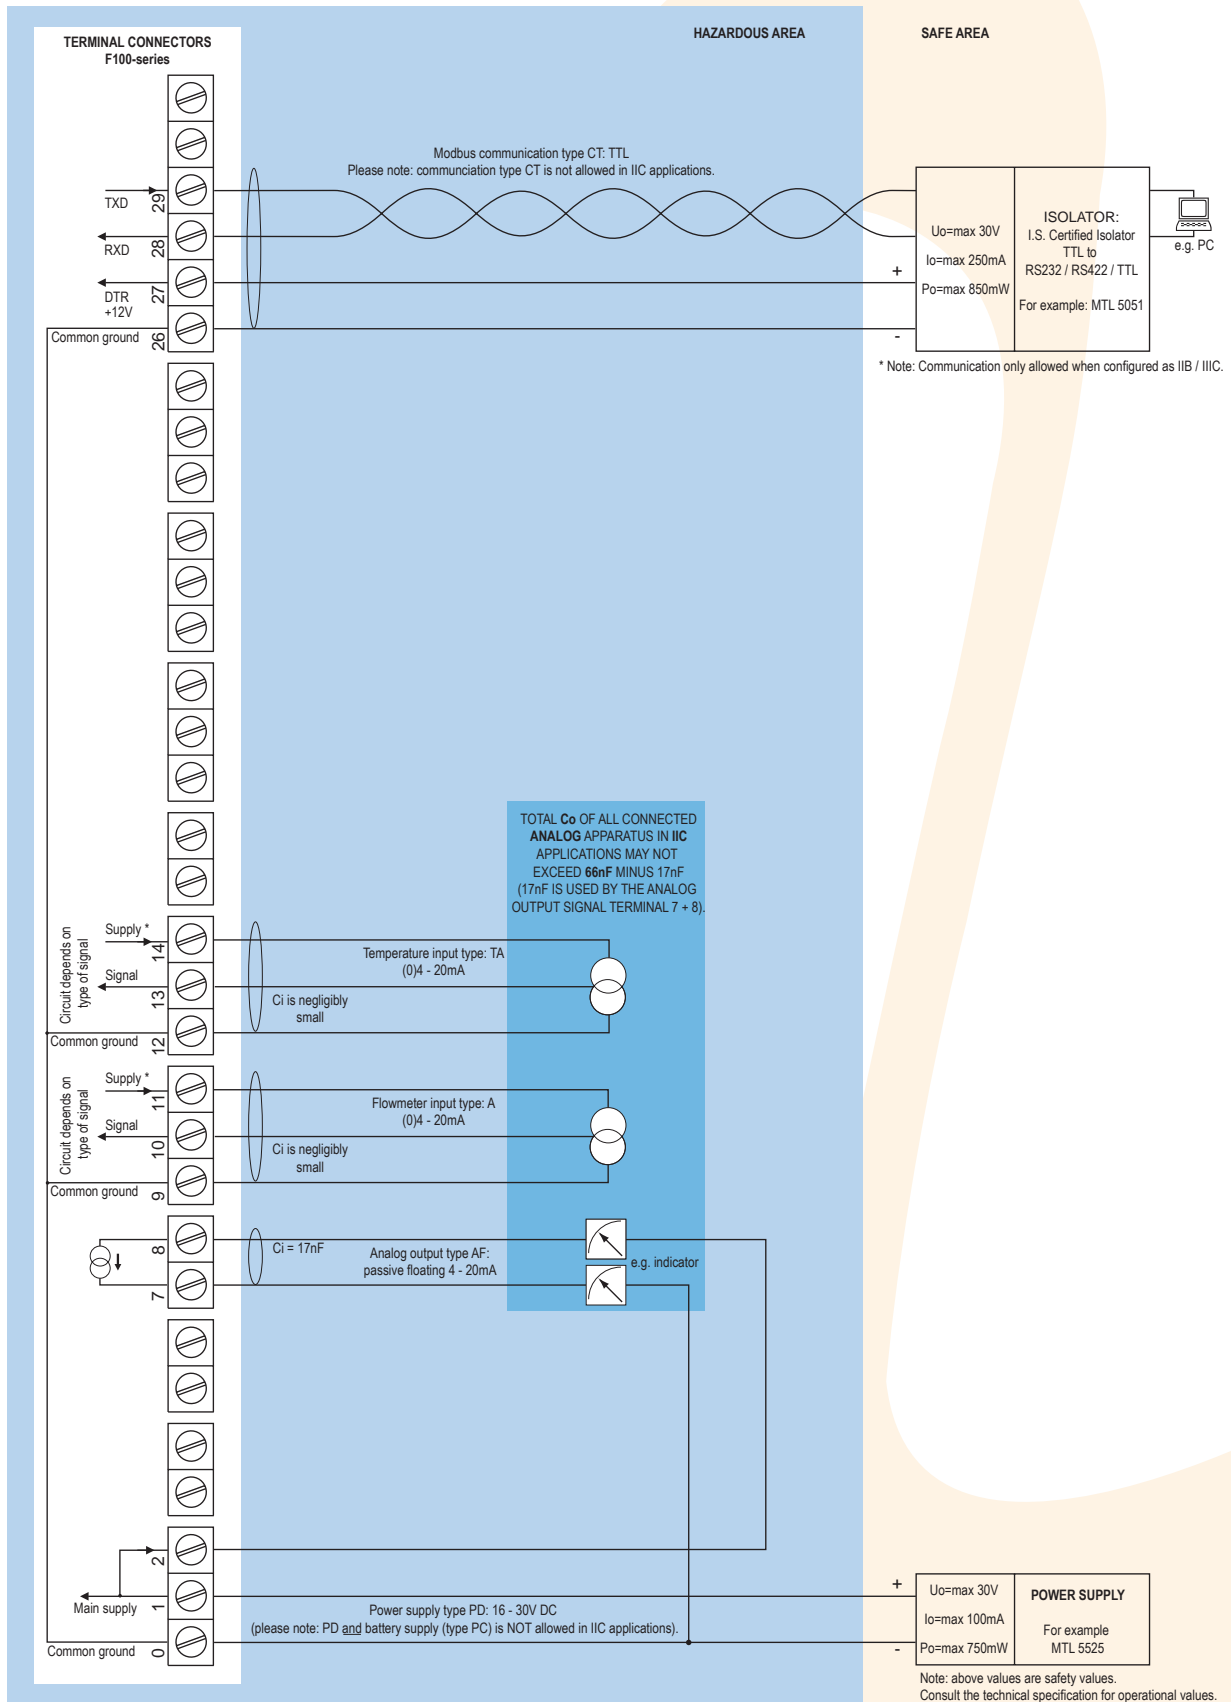 HAZARDOUS AREA
SAFE AREA
TERMINAL CONNECTORS
F100-series
Modbus communication type CT: TTL
Please note: communciation type CT is not allowed in IIC applications.
TXD
29
RXD
28
DTR
+12V
27
Common ground
26
+
-
Uo=max 30V
Io=max 250mA
Po=max 850mW
ISOLATOR:
I.S. Certified Isolator
TTL to
RS232 / RS422 / TTL
For example: MTL 5051
e.g. PC
* Note: Communication only allowed when configured as IIB / IIIC.
TOTAL Co OF ALL CONNECTED
ANALOG APPARATUS IN IIC
APPLICATIONS MAY NOT
EXCEED 66nF MINUS 17nF
(17nF IS USED BY THE ANALOG
OUTPUT SIGNAL TERMINAL 7 + 8).
Circuit depends on
type of signal
Supply *
14
Signal
13
Common ground
12
Temperature input type: TA
(0)4 - 20mA
Ci is negligibly
small
Circuit depends on
type of signal
Supply *
11
Signal
10
Common ground
9
Flowmeter input type: A
(0)4 - 20mA
Ci is negligibly
small
8
7
Ci = 17nF
Analog output type AF:
passive floating 4 - 20mA
e.g. indicator
2
Main supply
1
Common ground
0
Power supply type PD: 16 - 30V DC
(please note: PD and battery supply (type PC) is NOT allowed in IIC applications).
+
-
Uo=max 30V
Io=max 100mA
Po=max 750mW
POWER SUPPLY
For example
MTL 5525
Note: above values are safety values.
Consult the technical specification for operational values.